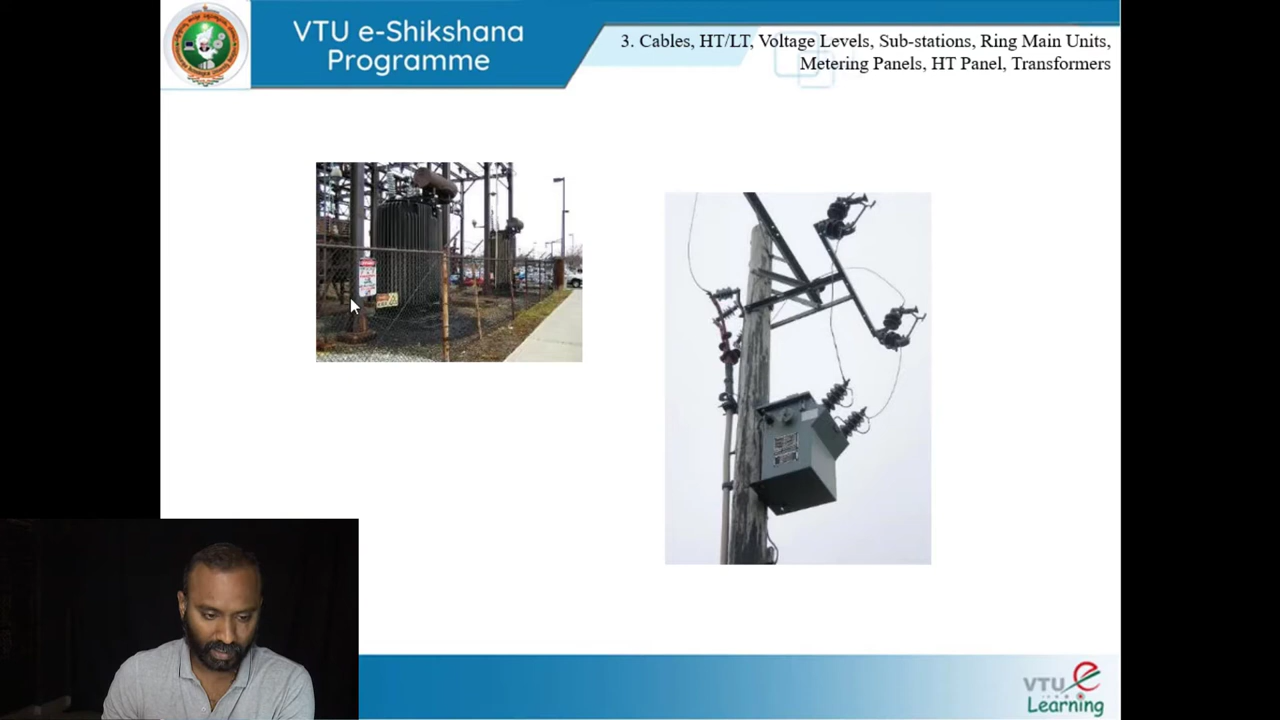 VTU e-Shikshana
Programme
3. Cables, HT/LT, Voltage Levels, Sub-stations, Ring Main Units,
Metering Panels, HT Panel, Transformers
VTU e
Learning